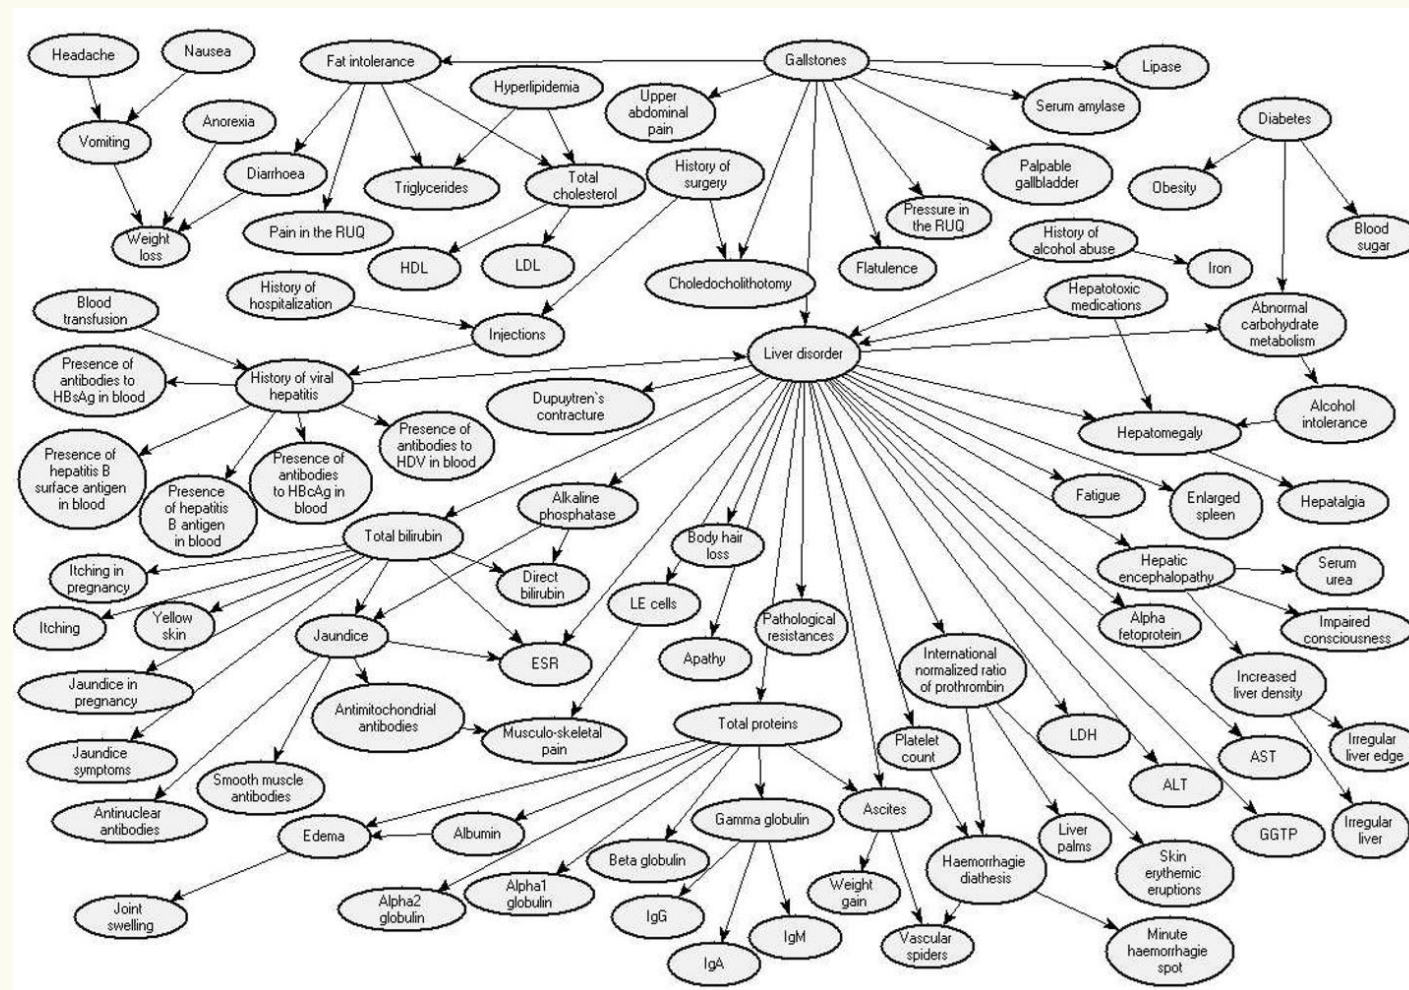 Headache
Nausea
Fat intolerance
Gallstones
Lipase
Hyperlipidemia
Upper
abdominal
pain
Serum amylase
Anorexia
Diabetes
Vomiting
Diarrhoea
Triglycerides
Total
cholesterol
History of
surgery
Palpable
gallbladder
Obesity
Pain in the RUQ
Pressure in
the RUQ
Weight
loss
HDL
LDL
Flatulence
History of
alcohol abuse
Blood
sugar
Iron
History of
hospitalization
Choledocholithotomy
Hepatotoxic
medications
Blood
transfusion
Injections
Abnormal
carbohydrate
metabolism
Liver disorder
Presence of
antibodies to
HBsAg in blood
History of viral
hepatitis
Dupuytren`s
contracture
Alcohol
intolerance
Presence of
antibodies to
HDV in blood
Hepatomegaly
Presence of
hepatitis B
surface antigen
in blood
Presence
of hepatitis
B antigen
in blood
Presence of
antibodies
to HBcAg in
blood
Alkaline
phosphatase
Fatigue
Enlarged
spleen
Hepatalgia
Total bilirubin
Body hair
loss
Itching in
pregnancy
Direct
bilirubin
Hepatic
encephalopathy
Serum
urea
Itching
Yellow
skin
Jaundice
LE cells
Pathological
resistances
Alpha
fetoprotein
Impaired
consciousness
ESR
Apathy
International
normalized ratio
of prothrombin
Jaundice in
pregnancy
Increased
liver density
Antimitochondrial
antibodies
Musculo-skeletal
pain
Total proteins
Platelet
count
LDH
Irregular
liver edge
Jaundice
symptoms
Smooth muscle
antibodies
AST
ALT
Antinuclear
antibodies
Edema
Albumin
Gamma globulin
Ascites
Liver
palms
GGTP
Irregular
liver
Beta globulin
Haemorrhagie
diathesis
Skin
erythemic
eruptions
Alpha2
globulin
Alpha1
globulin
Weight
gain
Joint
swelling
IgG
IgM
IgA
Vascular
spiders
Minute
haemorrhagie
spot